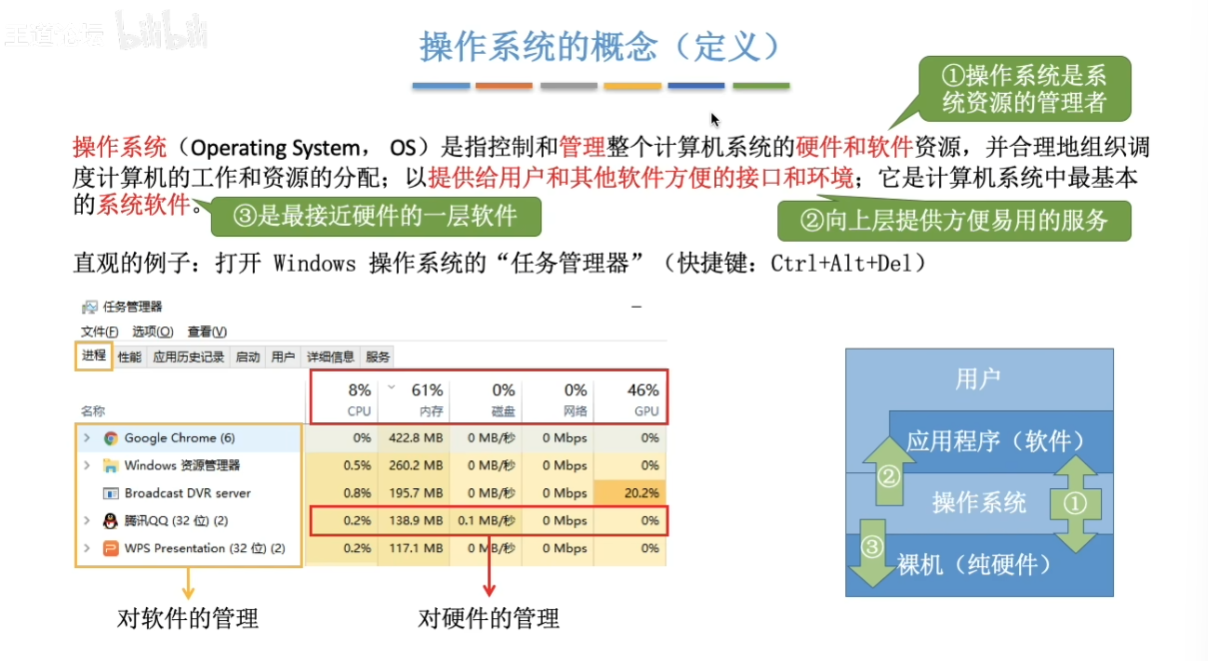 王道论坛 bilibili
操作系统的概念（定义）
①操作系统是系
统资源的管理者
操作系统（Operating System， OS）是指控制和管理整个计算机系统的硬件和软件资源，并合理地组织调
度计算机的工作和资源的分配；以提供给用户和其他软件方便的接口和环境；它是计算机系统中最基本
的系统软件。
③是最接近硬件的一层软件
②向上层提供方便易用的服务
直观的例子：打开 Windows 操作系统的“任务管理器”（快捷键：Ctrl+Alt+Del）
任务管理器
文件(F) 选项(O) 查看(V)
进程 性能 应用历史记录 启动 用户 详细信息 服务
8% 61% 0% 0% 46%
名称 CPU 内存 磁盘 网络 GPU
Google Chrome (6) 0% 422.8 MB 0 MB/秒 0 Mbps 0%
Windows 资源管理器 0.5% 260.2 MB 0 MB/秒 0 Mbps 0%
Broadcast DVR server 0.8% 195.7 MB 0 MB/秒 0 Mbps 20.2%
腾讯QQ (32 位) (2) 0.2% 138.9 MB 0.1 MB/秒 0 Mbps 0%
WPS Presentation (32 位) (2) 0.2% 117.1 MB 0 MB/秒 0 Mbps 0%
对软件的管理
对硬件的管理
用户
应用程序（软件）
②
操作系统
①
③
裸机（纯硬件）